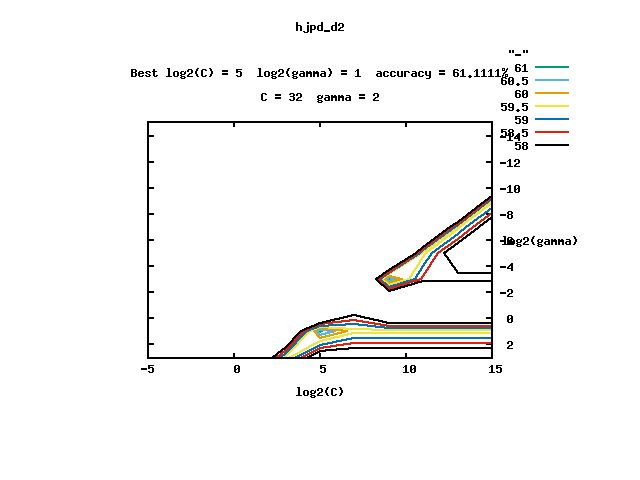 hjpd_d2
"-"
Best log2(C) = 5  log2(gamma) = 1  accuracy = 61.1111%
C = 32  gamma = 2
61
60.5
60
59.5
59
58.5
58
-14
-12
-10
-8
-6
log2(gamma)
-4
-2
0
2
-5 0 5 10 15
log2(C)